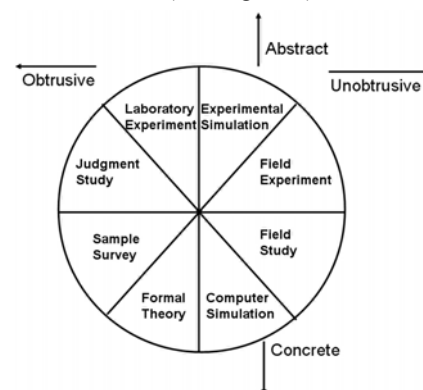 Abstract
Obtrusive
Unobtrusive
Laboratory
Experiment
Experimental
Simulation
Judgment
Study
Field
Experiment
Sample
Survey
Field
Study
Formal
Theory
Computer
Simulation
Concrete